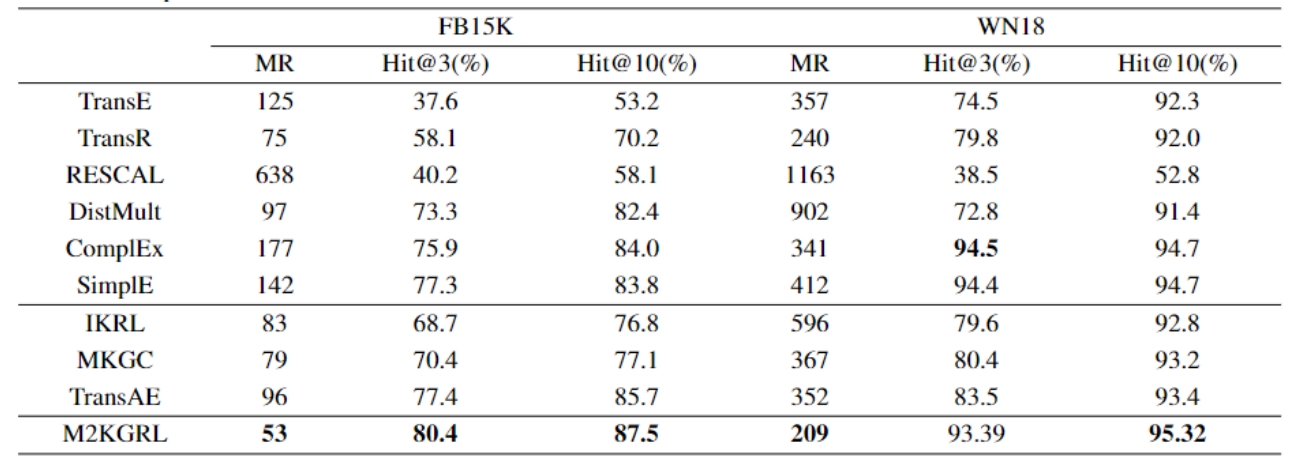 FB15K WN18
MR Hit@3(%) Hit@10(%) MR Hit@3(%) Hit@10(%)
TransE 125 37.6 53.2 357 74.5 92.3
TransR 75 58.1 70.2 240 79.8 92.0
RESCAL 638 40.2 58.1 1163 38.5 52.8
DistMult 97 73.3 82.4 902 72.8 91.4
ComplEx 177 75.9 84.0 341 94.5 94.7
SimplE 142 77.3 83.8 412 94.4 94.7
IKRL 83 68.7 76.8 596 79.6 92.8
MKGC 79 70.4 77.1 367 80.4 93.2
TransAE 96 77.4 85.7 352 83.5 93.4
M2KGRL 53 80.4 87.5 209 93.39 95.32